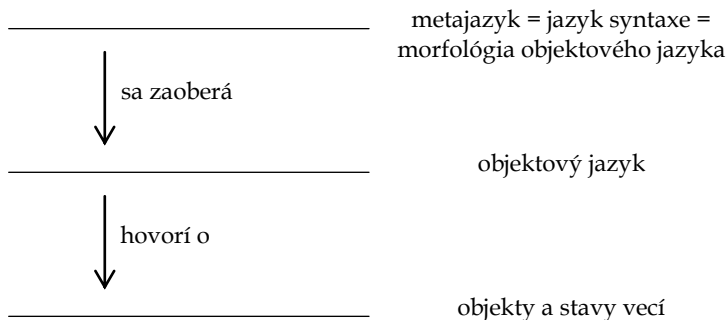 metajazyk = jazyk syntaxe =
morfológia objektového jazyka
sa zaoberá
objektový jazyk
hovorí o
objekty a stavy vecí